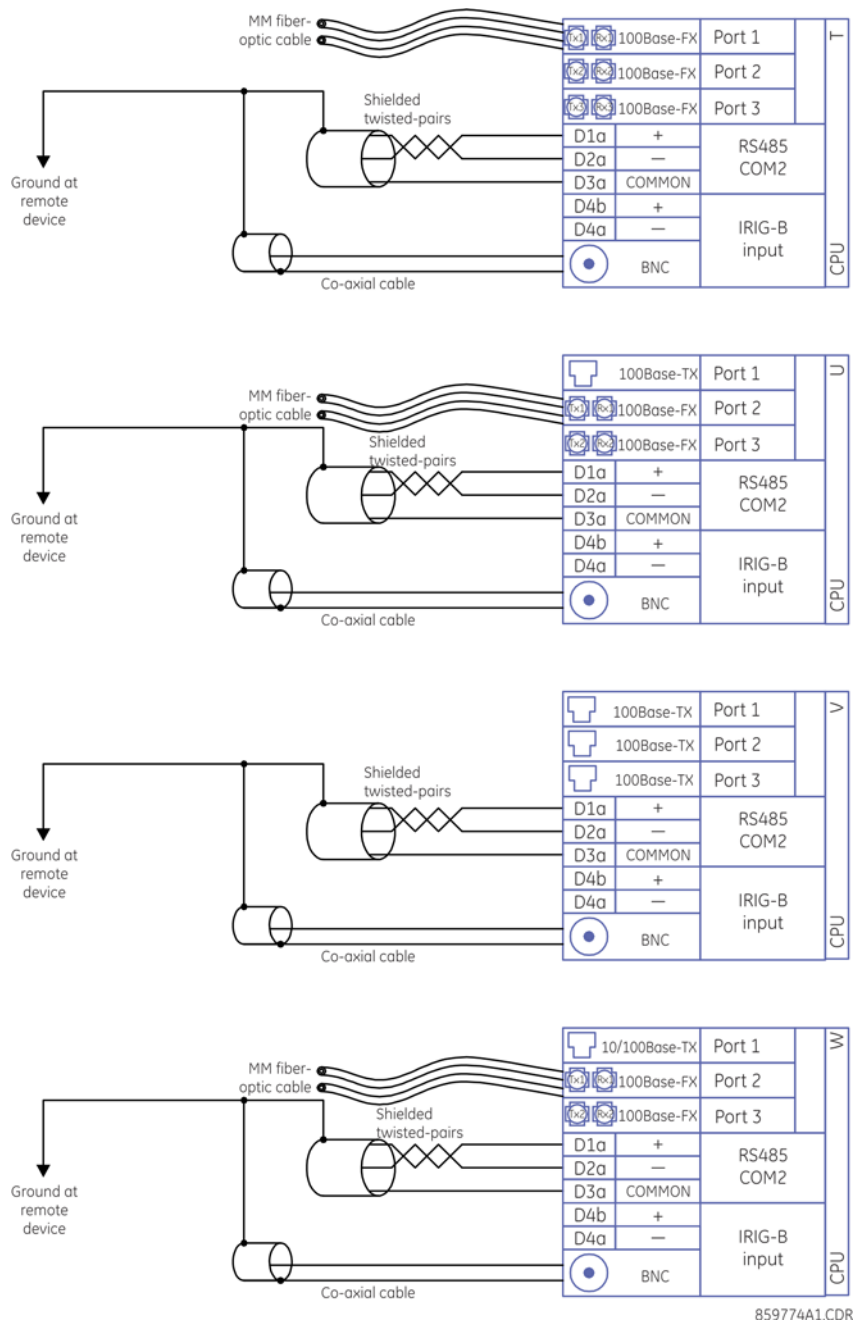 MM fiber-
optic cable
Tx1 Rx1 100Base-FX Port 1 T
Tx2 Rx2 100Base-FX Port 2
Tx3 Rx3 100Base-FX Port 3
Shielded
twisted-pairs
Ground at
remote
device
D1a +
D2a —
D3a COMMON
RS485
COM2
D4b +
D4a —
BNC
IRIG-B
input
CPU
Co-axial cable
MM fiber-
optic cable
100Base-TX Port 1 U
Tx1 Rx1 100Base-FX Port 2
Tx2 Rx2 100Base-FX Port 3
Shielded
twisted-pairs
Ground at
remote
device
D1a +
D2a —
D3a COMMON
RS485
COM2
D4b +
D4a —
BNC
IRIG-B
input
CPU
Co-axial cable
100Base-TX Port 1 V
100Base-TX Port 2
100Base-TX Port 3
Shielded
twisted-pairs
Ground at
remote
device
D1a +
D2a —
D3a COMMON
RS485
COM2
D4b +
D4a —
BNC
IRIG-B
input
CPU
Co-axial cable
MM fiber-
optic cable
10/100Base-TX Port 1 W
Tx1 Rx1 100Base-FX Port 2
Tx2 Rx2 100Base-FX Port 3
Shielded
twisted-pairs
Ground at
remote
device
D1a +
D2a —
D3a COMMON
RS485
COM2
D4b +
D4a —
BNC
IRIG-B
input
CPU
Co-axial cable
859774A1.CDR